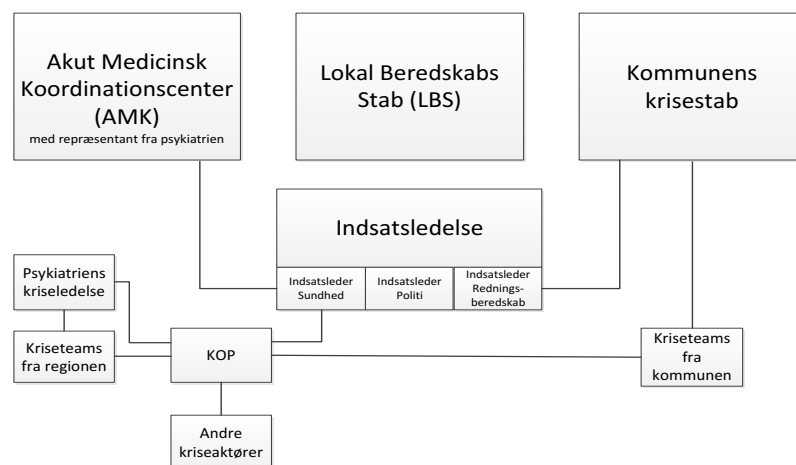 Akut Medicinsk
Koordinationscenter
(AMK)
med repræsentant fra psykiatrien
Lokal Beredskabs
Stab (LBS)
Kommunens
krisestab
Indsatsledelse
Indsatsleder
Sundhed
Indsatsleder
Politi
Indsatsleder
Rednings-
beredskab
Psykiatriens
kriseledelse
Kriseteams
fra regionen
KOP
Kriseteams
fra
kommunen
Andre
kriseaktører